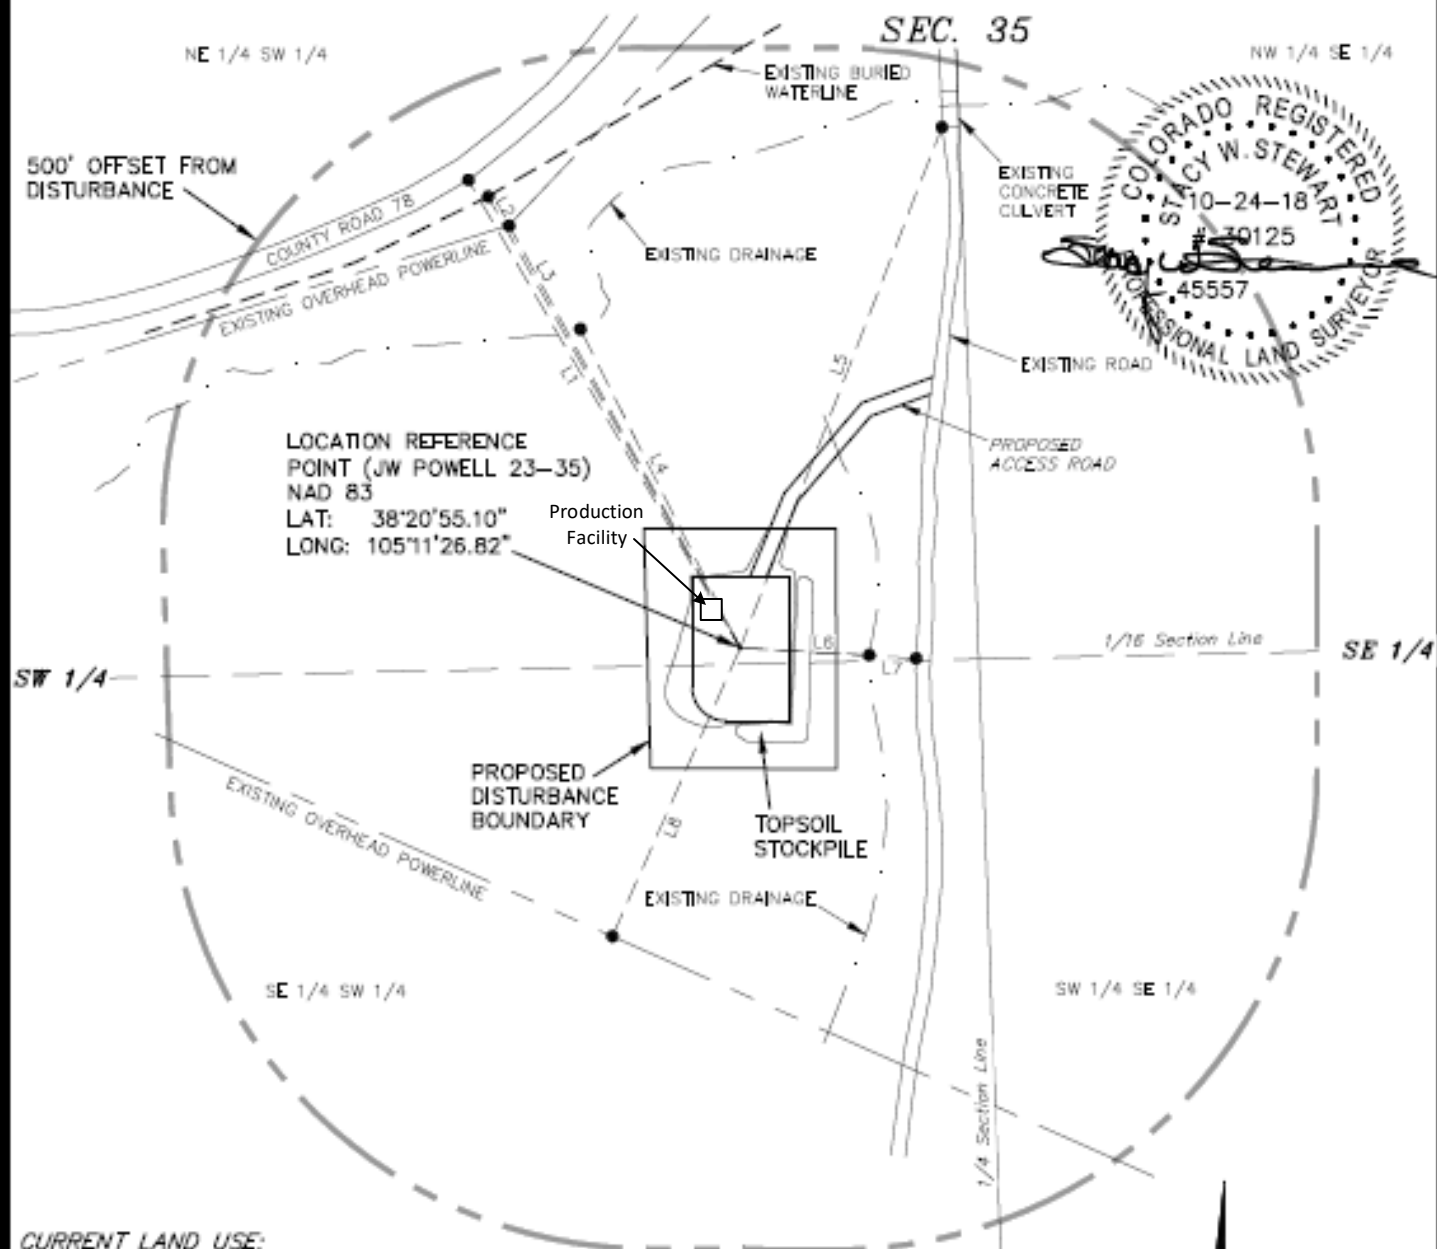 SEC. 35
NE 1/4 SW 1/4
NW 1/4 SE 1/4
EXISTING BURIED
WATERLINE
500' OFFSET FROM
DISTURBANCE
COUNTY ROAD 78
EXISTING OVERHEAD POWERLINE
EXISTING DRAINAGE
EXISTING
CONCRETE
CULVERT
COLORADO REGISTERED
STACY W. STEWART
10-24-18
# 30125
45557
PROFESSIONAL LAND SURVEYOR
L2
L3
L1
L4
L5
EXISTING ROAD
PROPOSED
ACCESS ROAD
LOCATION REFERENCE
POINT (JW POWELL 23-35)
NAD 83
LAT: 38°20'55.10"
LONG: 105°11'26.82"
Production
Facility
L6
L7
1/16 Section Line
SW 1/4
SE 1/4
PROPOSED
DISTURBANCE
BOUNDARY
EXISTING OVERHEAD POWERLINE
L8
TOPSOIL
STOCKPILE
EXISTING DRAINAGE
SE 1/4 SW 1/4
SW 1/4 SE 1/4
1/4 Section Line
CURRENT LAND USE: